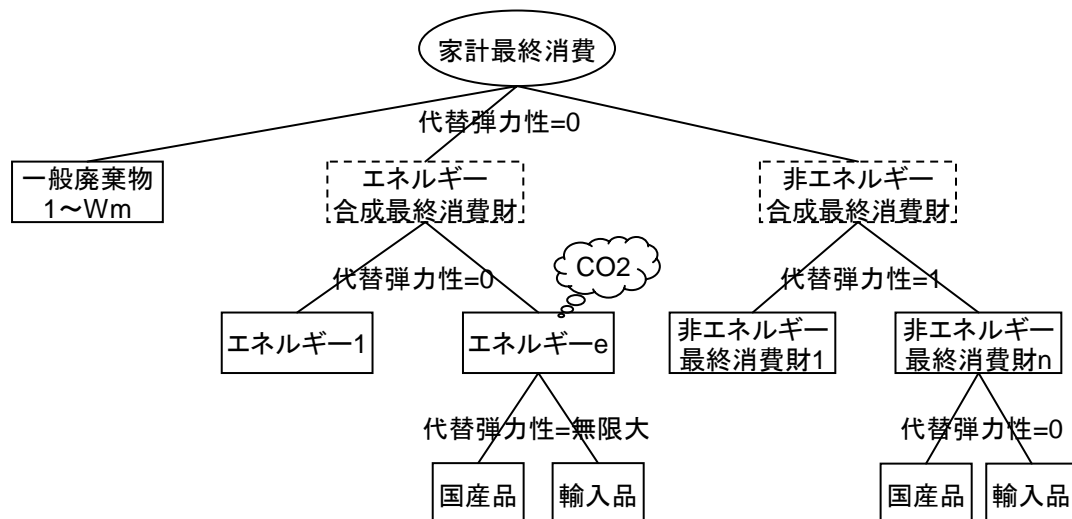 家計最終消費
代替弾力性=0
一般廃棄物
1～Wm
エネルギー
合成最終消費財
非エネルギー
合成最終消費財
CO2
代替弾力性=0
代替弾力性=1
エネルギー1
エネルギーe
非エネルギー
最終消費財1
非エネルギー
最終消費財n
代替弾力性=無限大
代替弾力性=0
国産品
輸入品
国産品
輸入品